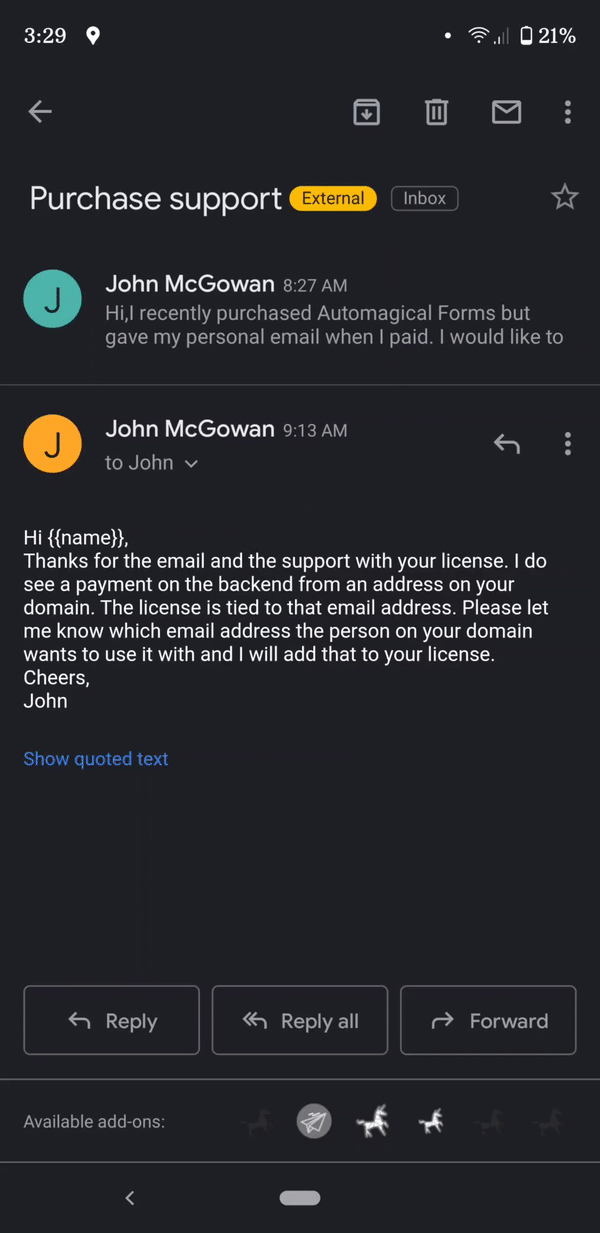 3:29 21%
Purchase support External Inbox
J
John McGowan 8:27 AM
Hi,I recently purchased Automagical Forms but
gave my personal email when I paid. I would like to
J
John McGowan 9:13 AM
to John
Hi {{name}},
Thanks for the email and the support with your license. I do
see a payment on the backend from an address on your
domain. The license is tied to that email address. Please let
me know which email address the person on your domain
wants to use it with and I will add that to your license.
Cheers,
John
Show quoted text
Reply Reply all Forward
Available add-ons: